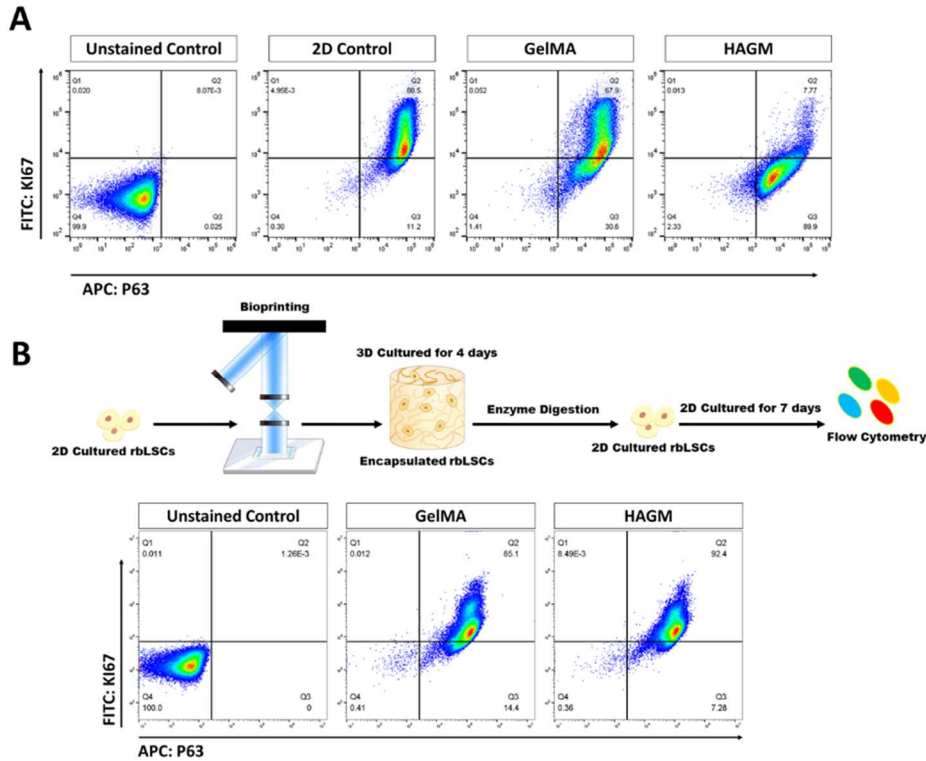 A
Unstained Control
2D Control
GelMA
HAGM
Q1
0.020
Q2
8.07E-3
Q4
99.9
Q3
0.025
Q1
4.95E-3
Q2
88.5
Q4
0.30
Q3
11.2
Q1
0.052
Q2
67.9
Q4
1.41
Q3
30.6
Q1
0.013
Q2
7.77
Q4
2.33
Q3
89.9
FITC: KI67
APC: P63
B
Bioprinting
3D Cultured for 4 days
Enzyme Digestion
2D Cultured for 7 days
2D Cultured rbLSCs
Encapsulated rbLSCs
2D Cultured rbLSCs
Flow Cytometry
Unstained Control
GelMA
HAGM
Q1
0.011
Q2
1.26E-3
Q4
100.0
Q3
0
Q1
0.012
Q2
85.1
Q4
0.41
Q3
14.4
Q1
8.49E-3
Q2
92.4
Q4
0.36
Q3
7.28
FITC: KI67
APC: P63